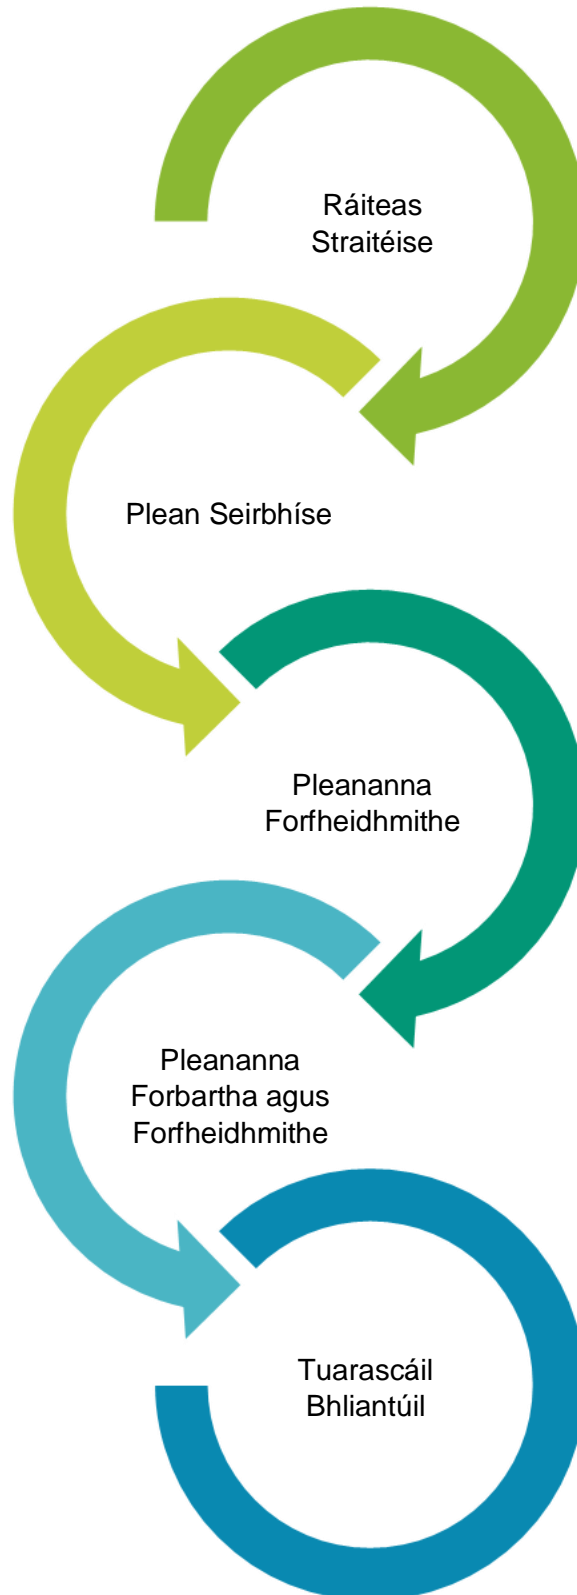 Ráiteas
Straitéise
Plean Seirbhíse
Pleananna
Forfheidhmithe
Pleananna
Forbartha agus
Forfheidhmithe
Tuarascáil
Bhliantúil